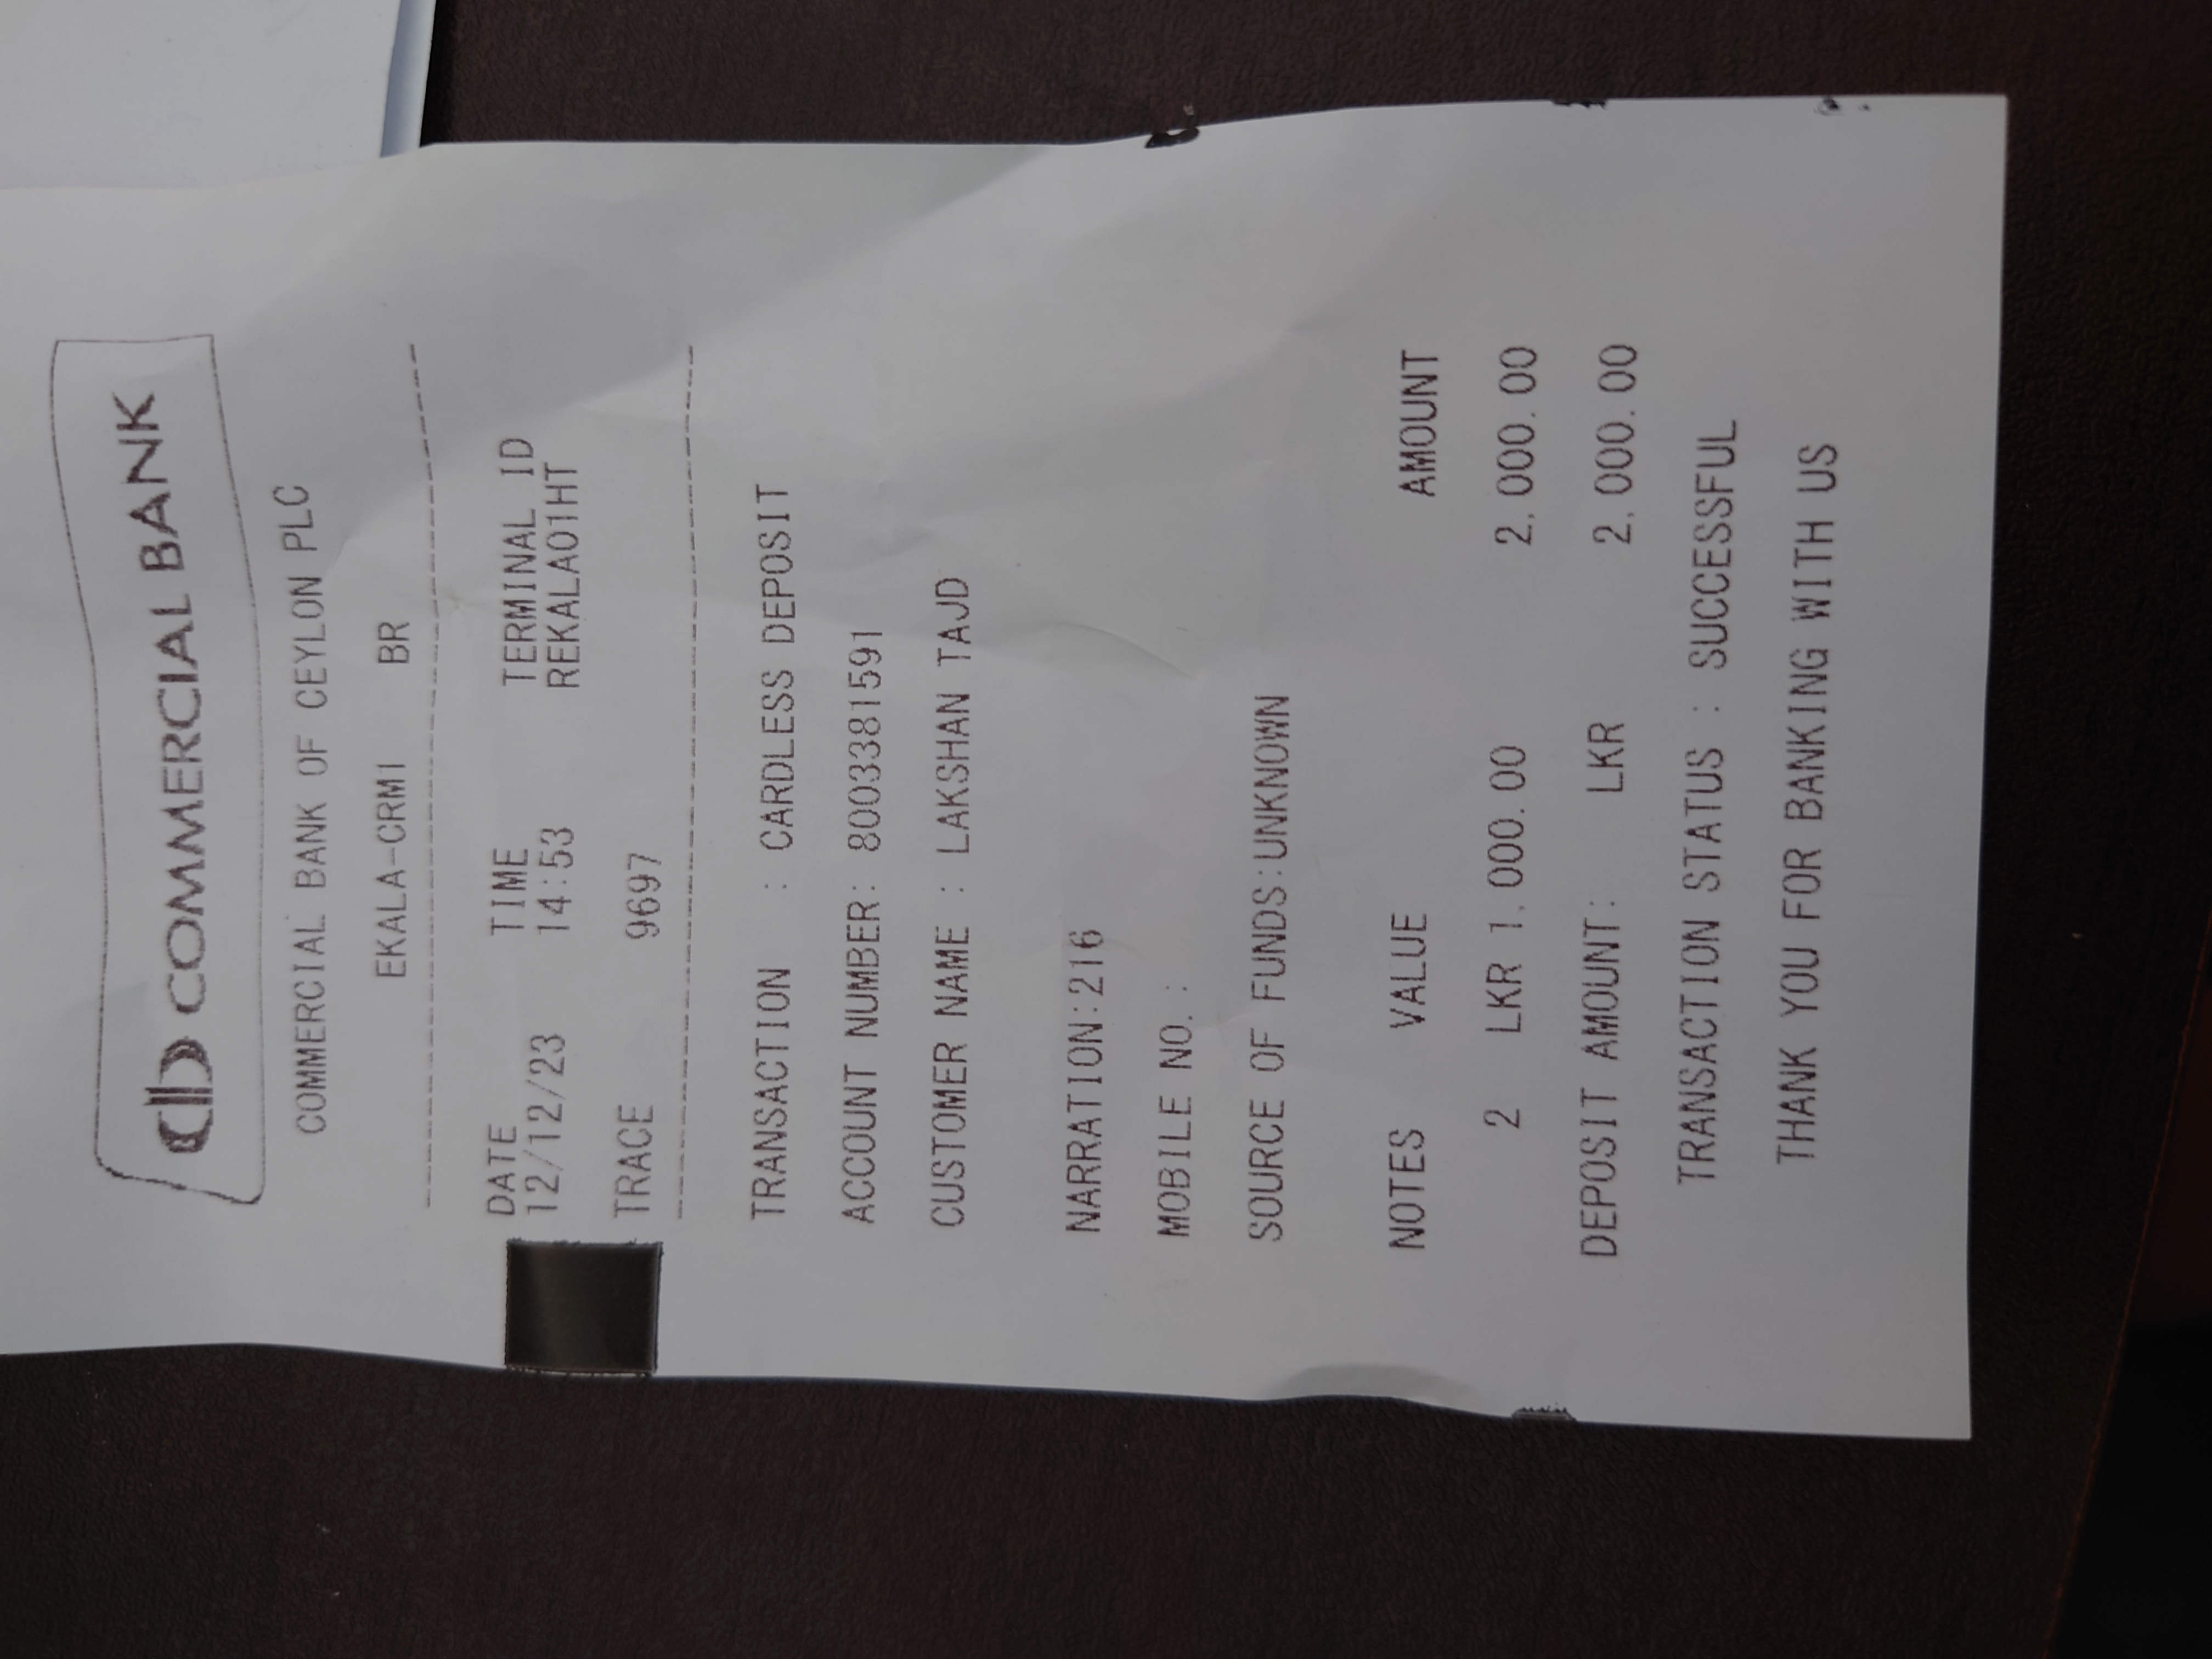 COMMERCIAL BANK
COMMERCIAL BANK OF CEYLON PLC
EKALA-CRM1 BR
DATE TIME TERMINAL ID
12/12/23 14:53 REKALA01HT
TRACE 9697
TRANSACTION : CARDLESS DEPOSIT
ACCOUNT NUMBER: 8003381591
CUSTOMER NAME : LAKSHAN TAJD
NARRATION:216
MOBILE NO. :
SOURCE OF FUNDS:UNKNOWN
NOTES VALUE AMOUNT
2 LKR 1,000.00 2,000.00
DEPOSIT AMOUNT: LKR 2,000.00
TRANSACTION STATUS : SUCCESSFUL
THANK YOU FOR BANKING WITH US